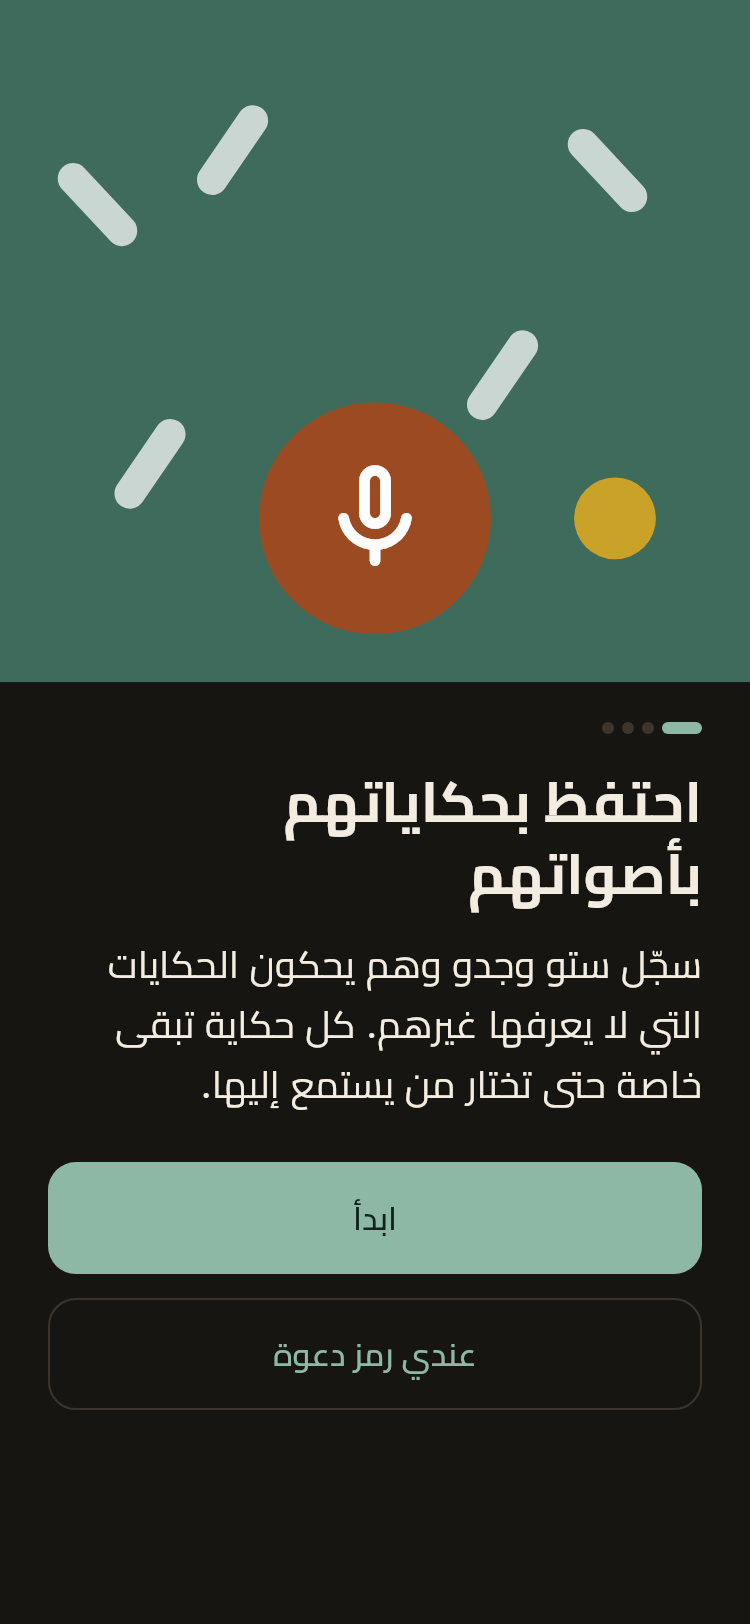 احتفظ بحكاياتهم
بأصواتهم
سجّل ستو وجدو وهم يحكون الحكايات
التي لا يعرفها غيرهم. كل حكاية تبقى
خاصة حتى تختار من يستمع إليها.
ابدأ
عندي رمز دعوة